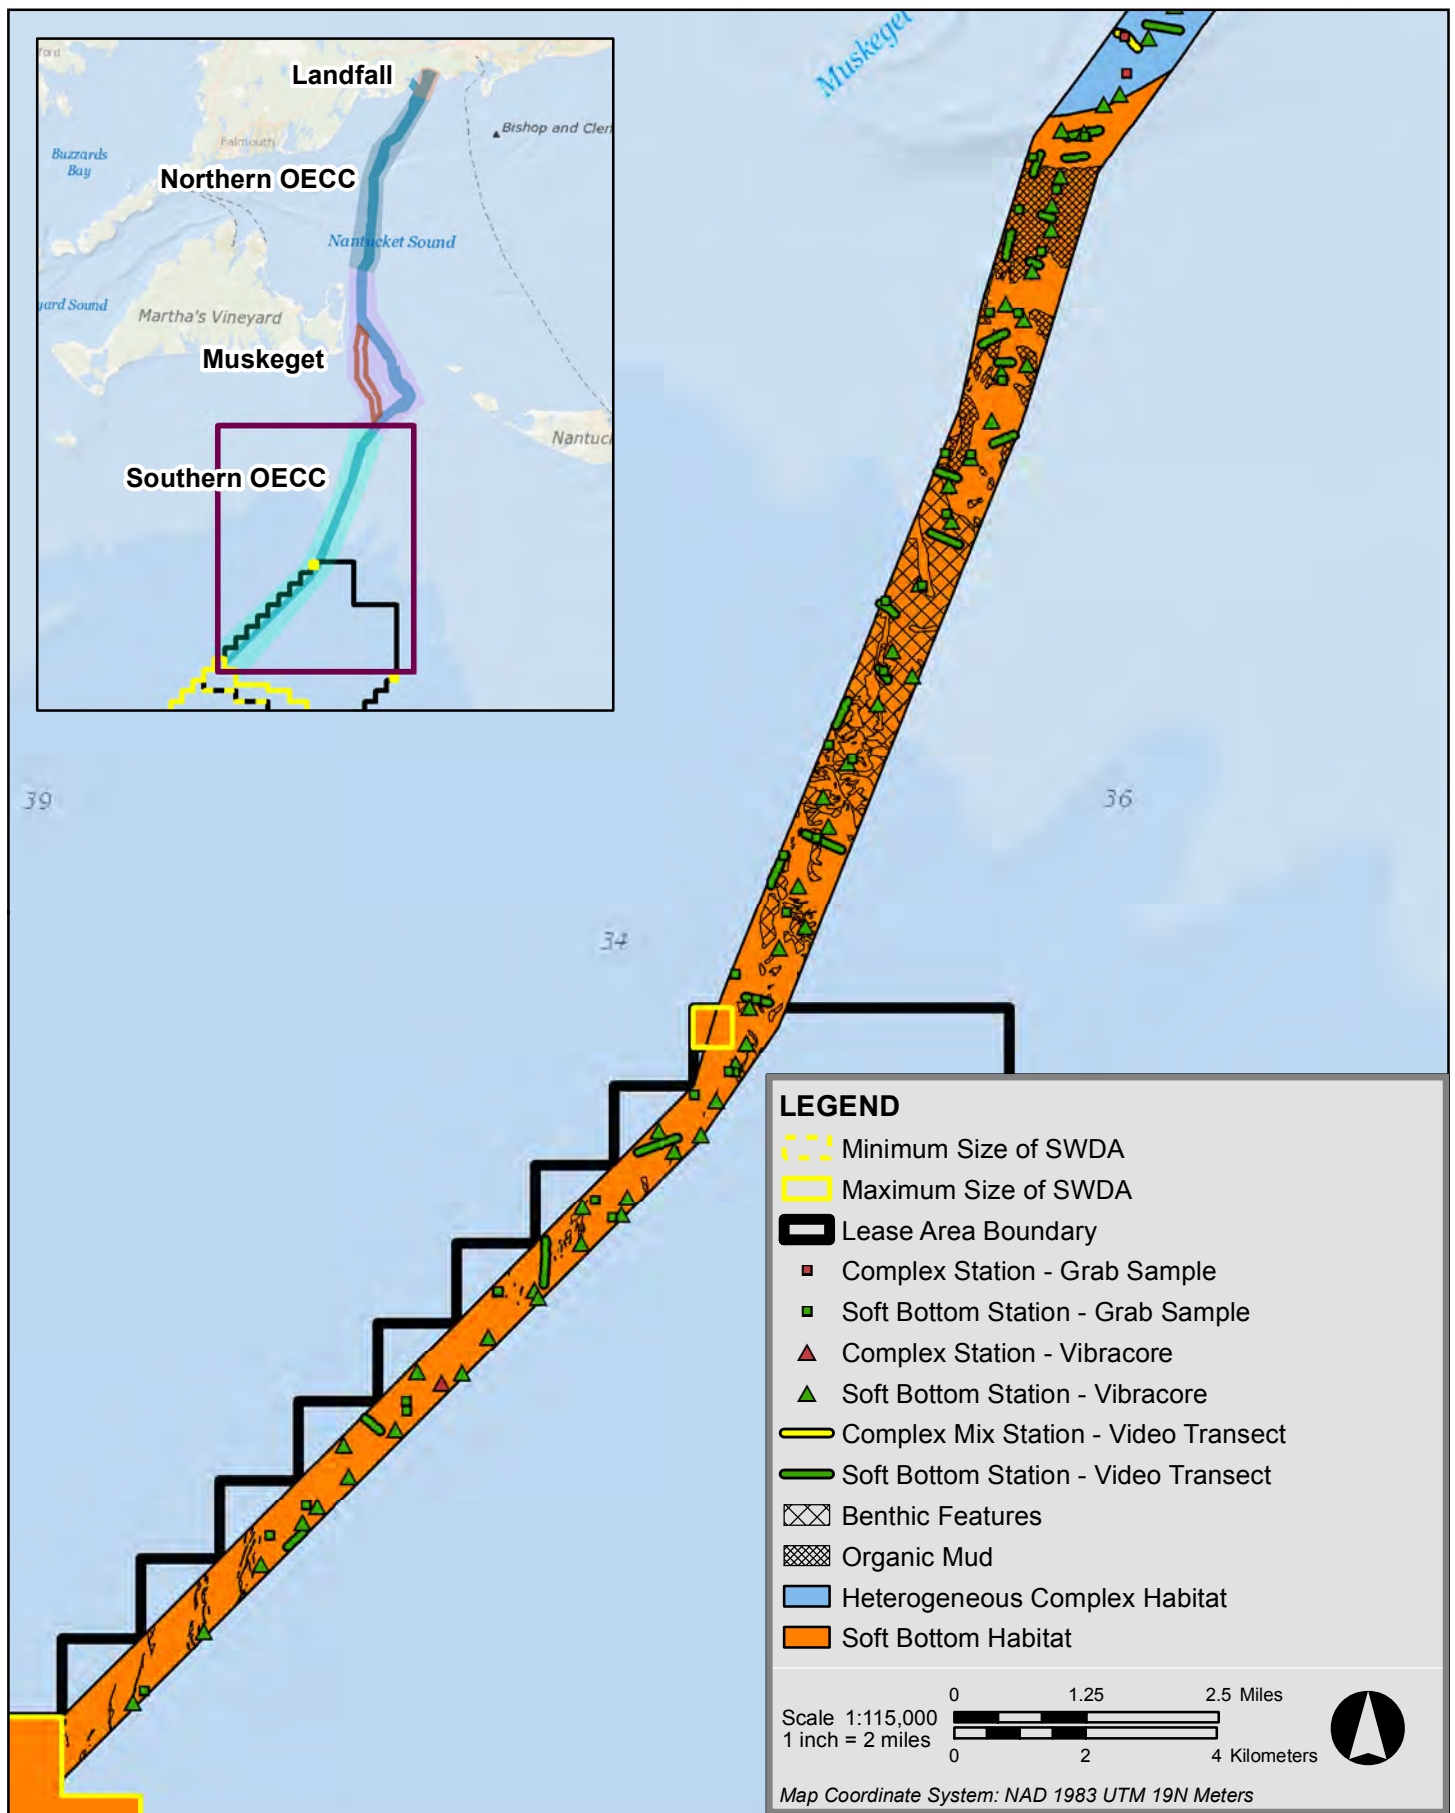 Muskeget
ford
Landfall
Bishop and Cler
Falmouth
Buzzards
Bay
Northern OECC
Nantucket Sound
yard Sound
Martha's Vineyard
Muskeget
Nantuc
Southern OECC
39
36
34
LEGEND
Minimum Size of SWDA
Maximum Size of SWDA
Lease Area Boundary
Complex Station - Grab Sample
Soft Bottom Station - Grab Sample
Complex Station - Vibracore
Soft Bottom Station - Vibracore
Complex Mix Station - Video Transect
Soft Bottom Station - Video Transect
Benthic Features
Organic Mud
Heterogeneous Complex Habitat
Soft Bottom Habitat
0 1.25 2.5 Miles
Scale 1:115,000
1 inch = 2 miles
0 2 4 Kilometers
Map Coordinate System: NAD 1983 UTM 19N Meters